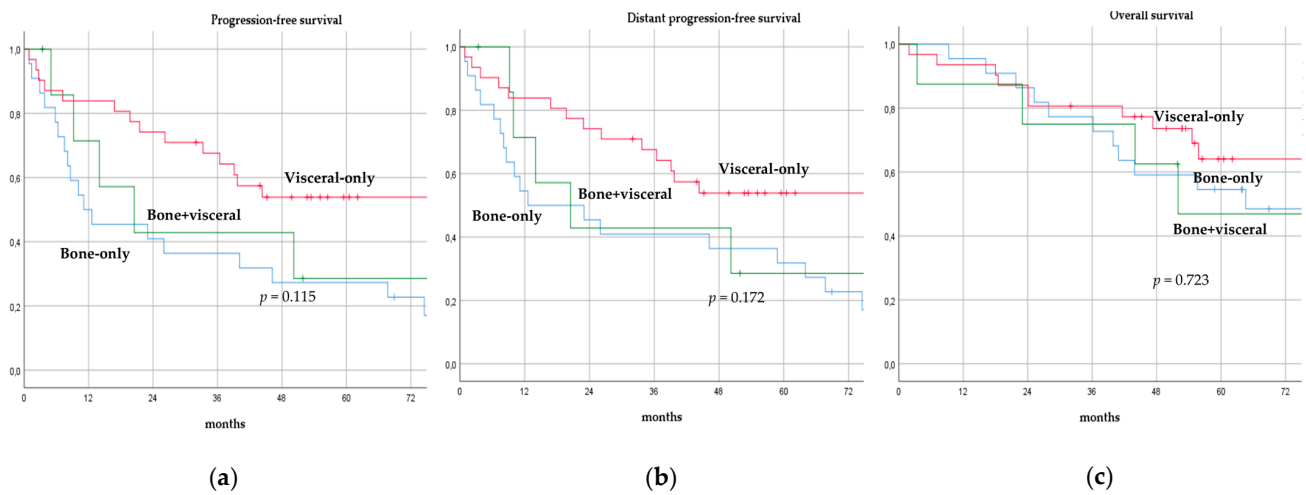 Progression-free survival
1,0
0,8
0,6
0,4
0,2
0,0
Visceral-only
Bone+visceral
Bone-only
p = 0.115
0 12 24 36 48 60 72
months
(a)
Distant progression-free survival
1,0
0,8
0,6
0,4
0,2
0,0
Visceral-only
Bone+visceral
Bone-only
p = 0.172
0 12 24 36 48 60 72
months
(b)
Overall survival
1,0
0,8
0,6
0,4
0,2
0,0
Visceral-only
Bone-only
Bone+visceral
p = 0.723
0 12 24 36 48 60 72
months
(c)